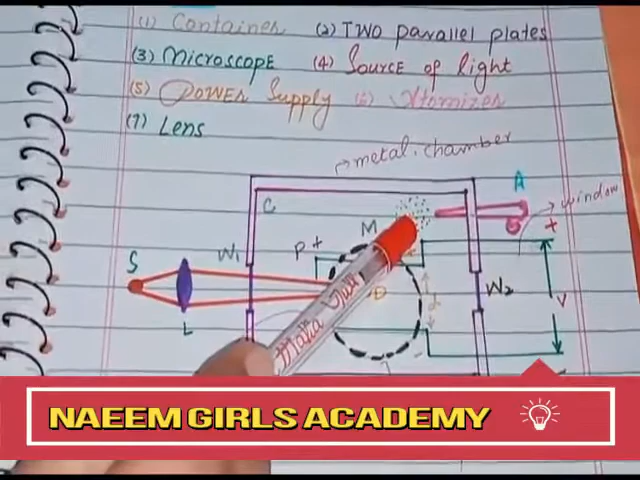 (1) Container (2) Two parallel plates
(3) Microscope (4) Source of light
(5) Power Supply (6) Atomizer
(7) Lens
metal chamber
A
window
C
M
W1
P+
+
S
D
d
W2
V
L
Maria
NAEEM GIRLS ACADEMY